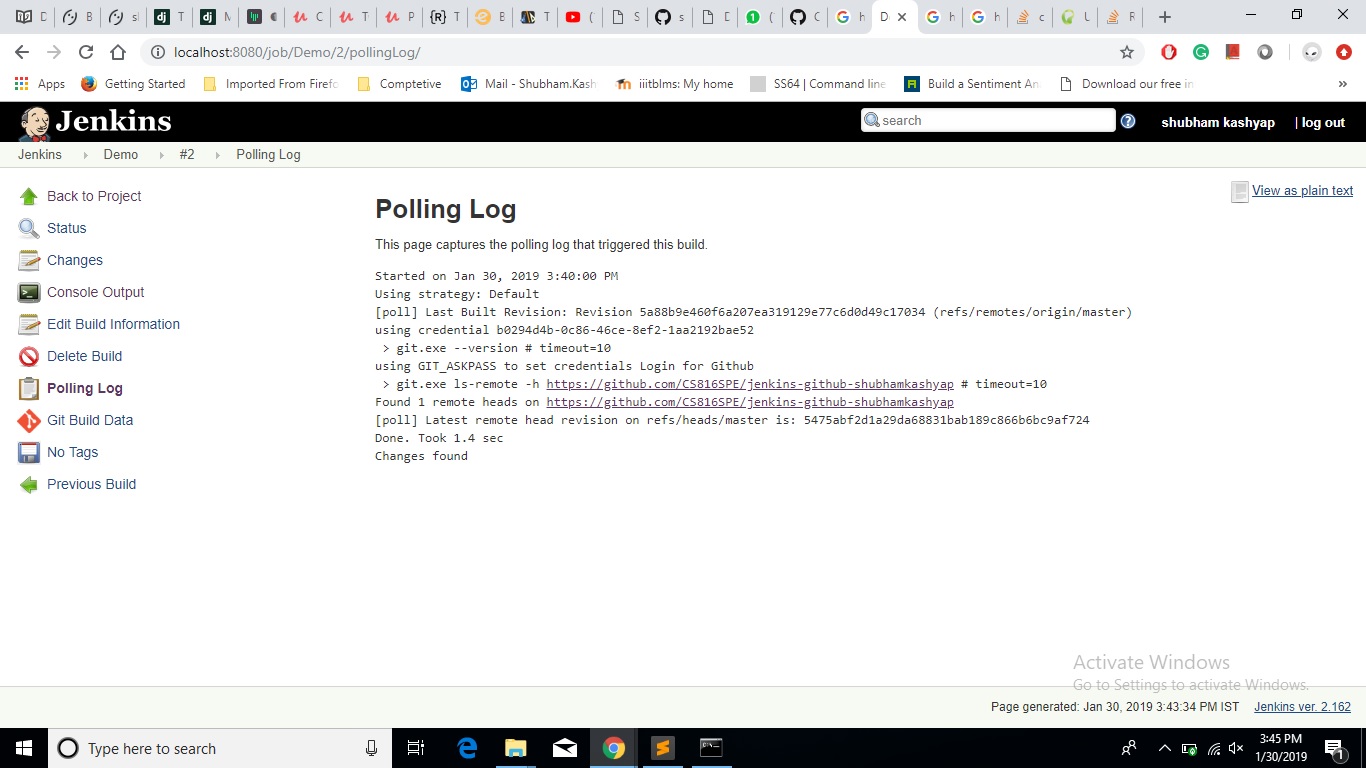 localhost:8080/job/Demo/2/pollingLog/
Apps Getting Started Imported From Firefo Comptetive Mail - Shubham.Kash iiitblms: My home SS64 | Command line Build a Sentiment An Download our free in »
Jenkins search shubham kashyap | log out
Jenkins Demo #2 Polling Log
Back to Project
Status
Changes
Console Output
Edit Build Information
Delete Build
Polling Log
Git Build Data
No Tags
Previous Build
View as plain text
Polling Log
This page captures the polling log that triggered this build.
Started on Jan 30, 2019 3:40:00 PM
Using strategy: Default
[poll] Last Built Revision: Revision 5a88b9e460f6a207ea319129e77c6d0d49c17034 (refs/remotes/origin/master)
using credential b0294d4b-0c86-46ce-8ef2-1aa2192bae52
> git.exe --version # timeout=10
using GIT_ASKPASS to set credentials Login for Github
> git.exe ls-remote -h https://github.com/CS816SPE/jenkins-github-shubhamkashyap # timeout=10
Found 1 remote heads on https://github.com/CS816SPE/jenkins-github-shubhamkashyap
[poll] Latest remote head revision on refs/heads/master is: 5475abf2d1a29da68831bab189c866b6bc9af724
Done. Took 1.4 sec
Changes found
Activate Windows
Go to Settings to activate Windows.
Page generated: Jan 30, 2019 3:43:34 PM IST Jenkins ver. 2.162
Type here to search
3:45 PM
1/30/2019